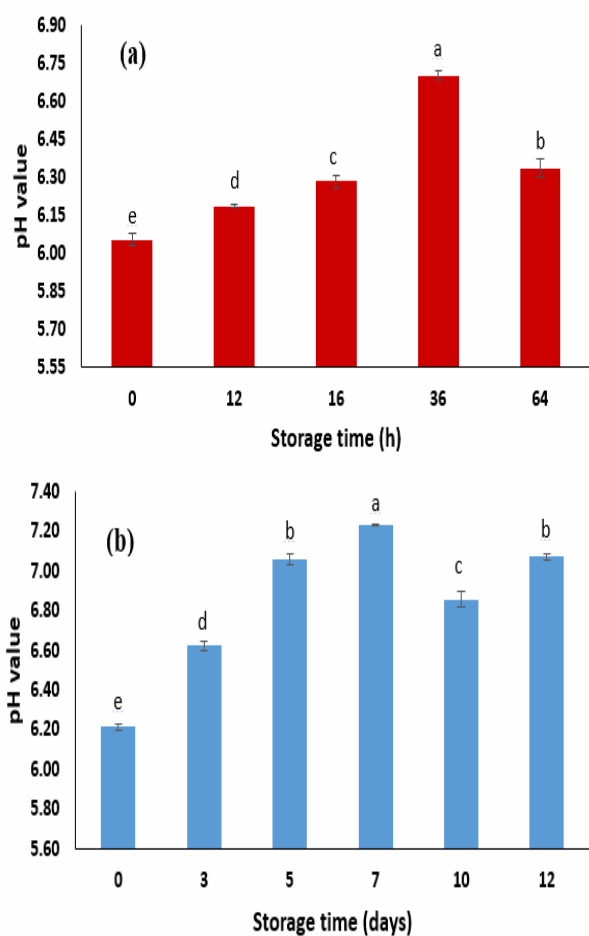 (a)
pH value
6.90
6.75
6.60
6.45
6.30
6.15
6.00
5.85
5.70
5.55
e
d
c
a
b
0 12 16 36 64
Storage time (h)
(b)
pH value
7.40
7.20
7.00
6.80
6.60
6.40
6.20
6.00
5.80
5.60
e
d
b
a
c
b
0 3 5 7 10 12
Storage time (days)